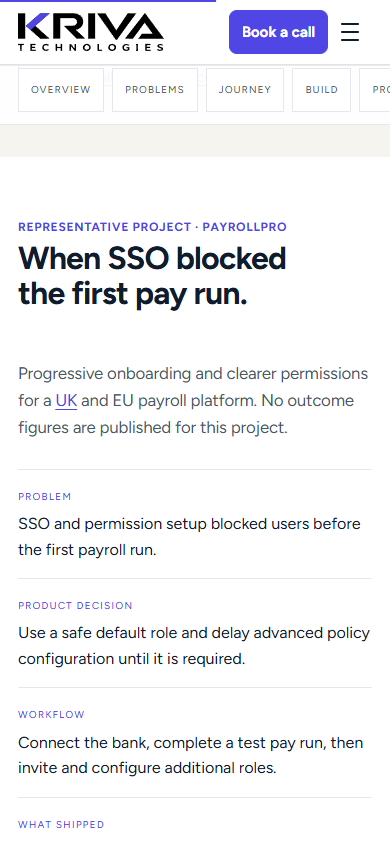 KRIVA
TECHNOLOGIES
Book a call
OVERVIEW
PROBLEMS
JOURNEY
BUILD
REPRESENTATIVE PROJECT · PAYROLLPRO
When SSO blocked
the first pay run.
Progressive onboarding and clearer permissions
for a UK and EU payroll platform. No outcome
figures are published for this project.
PROBLEM
SSO and permission setup blocked users before
the first payroll run.
PRODUCT DECISION
Use a safe default role and delay advanced policy
configuration until it is required.
WORKFLOW
Connect the bank, complete a test pay run, then
invite and configure additional roles.
WHAT SHIPPED